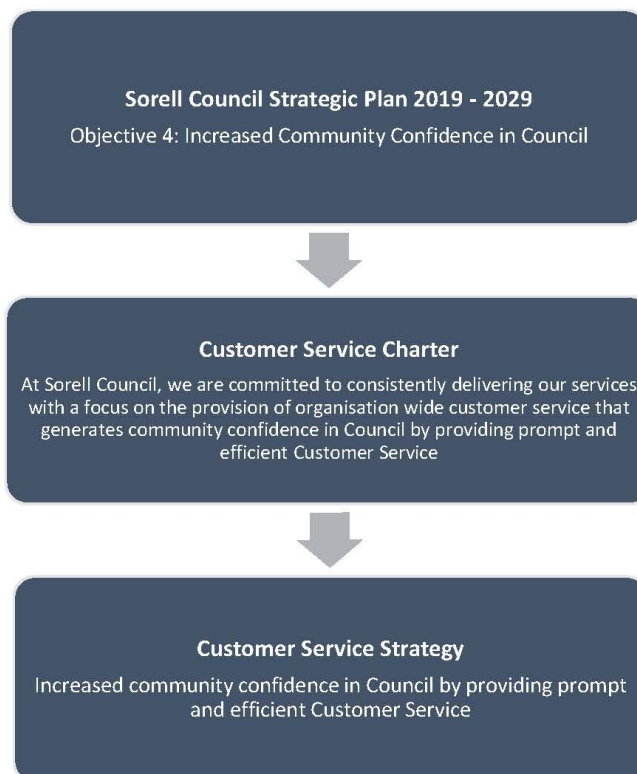 Sorell Council Strategic Plan 2019 - 2029
Objective 4: Increased Community Confidence in Council
Customer Service Charter
At Sorell Council, we are committed to consistently delivering our services
with a focus on the provision of organisation wide customer service that
generates community confidence in Council by providing prompt and
efficient Customer Service
Customer Service Strategy
Increased community confidence in Council by providing prompt
and efficient Customer Service